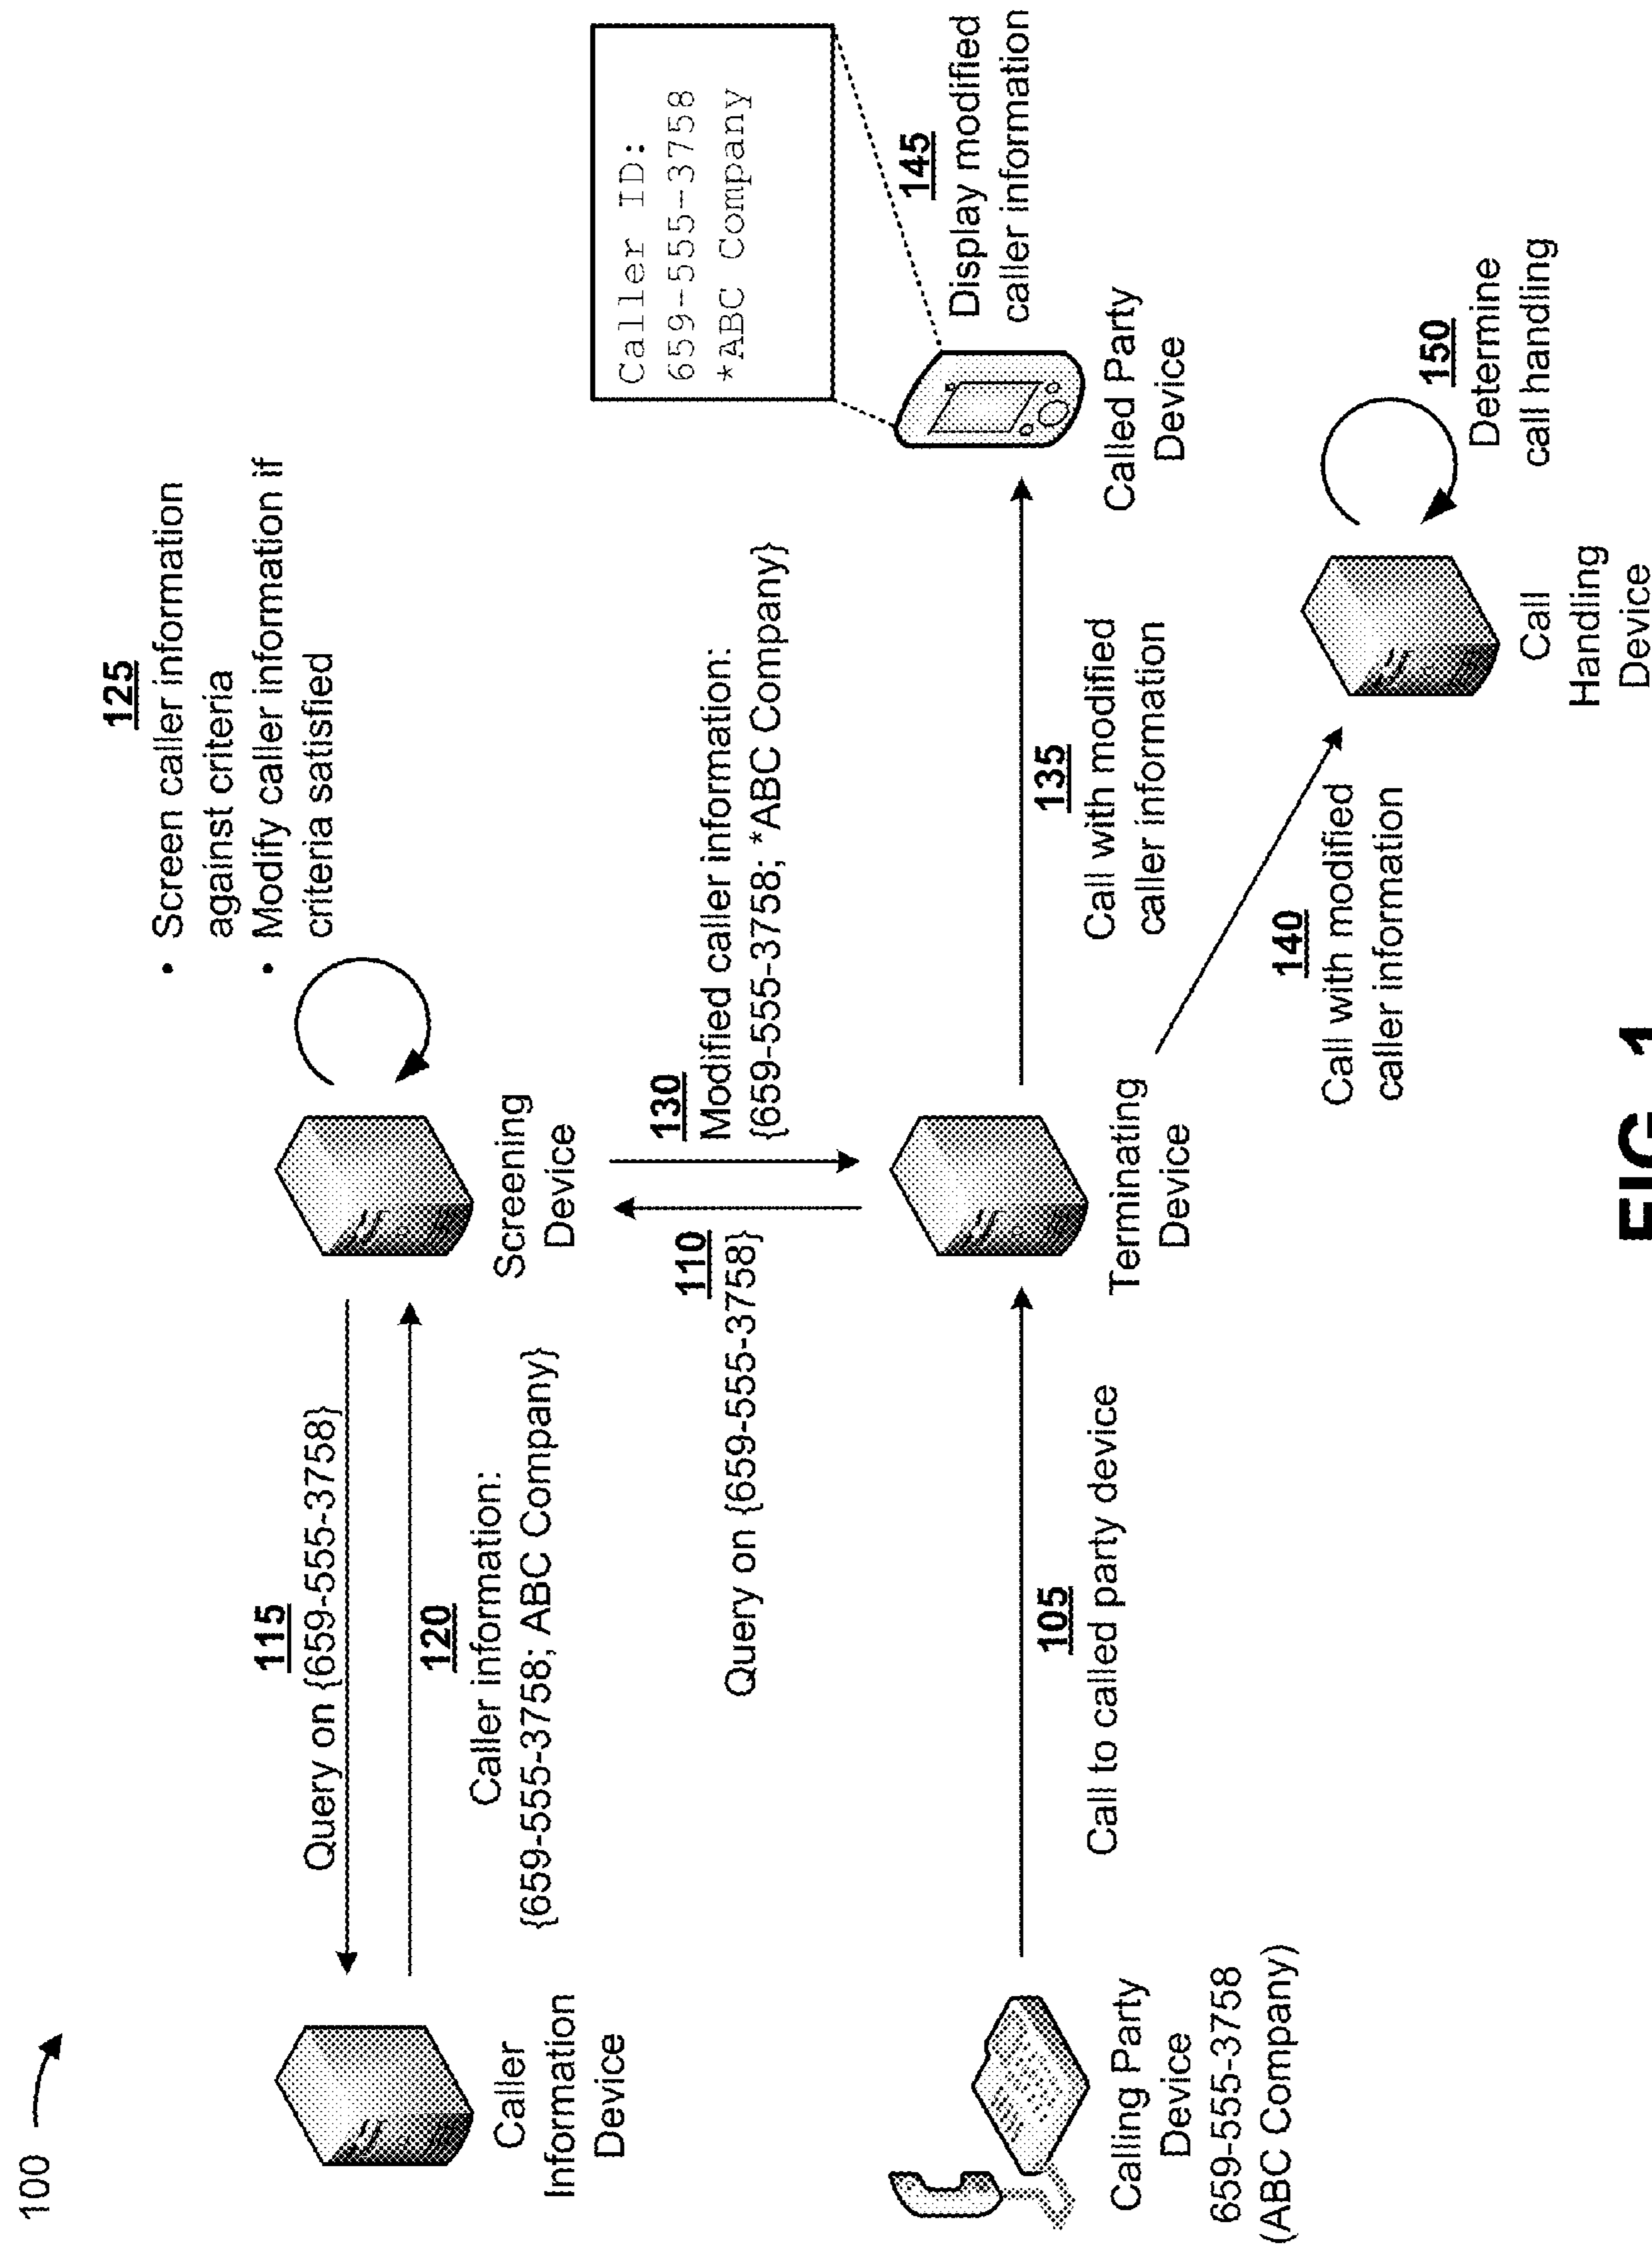 100
115
Query on {659-555-3758}
120
Caller information:
{659-555-3758; ABC Company}
Caller
Information
Device
Screening
Device
125
• Screen caller information
against criteria
• Modify caller information if
criteria satisfied
110
Query on {659-555-3758}
130
Modified caller information:
{659-555-3758; *ABC Company}
Caller ID:
659-555-3758
*ABC Company
105
Call to called party device
Calling Party
Device
659-555-3758
(ABC Company)
Terminating
Device
135
Call with modified
caller information
Called Party
Device
145
Display modified
caller information
140
Call with modified
caller information
Call
Handling
Device
150
Determine
call handling
FIG. 1